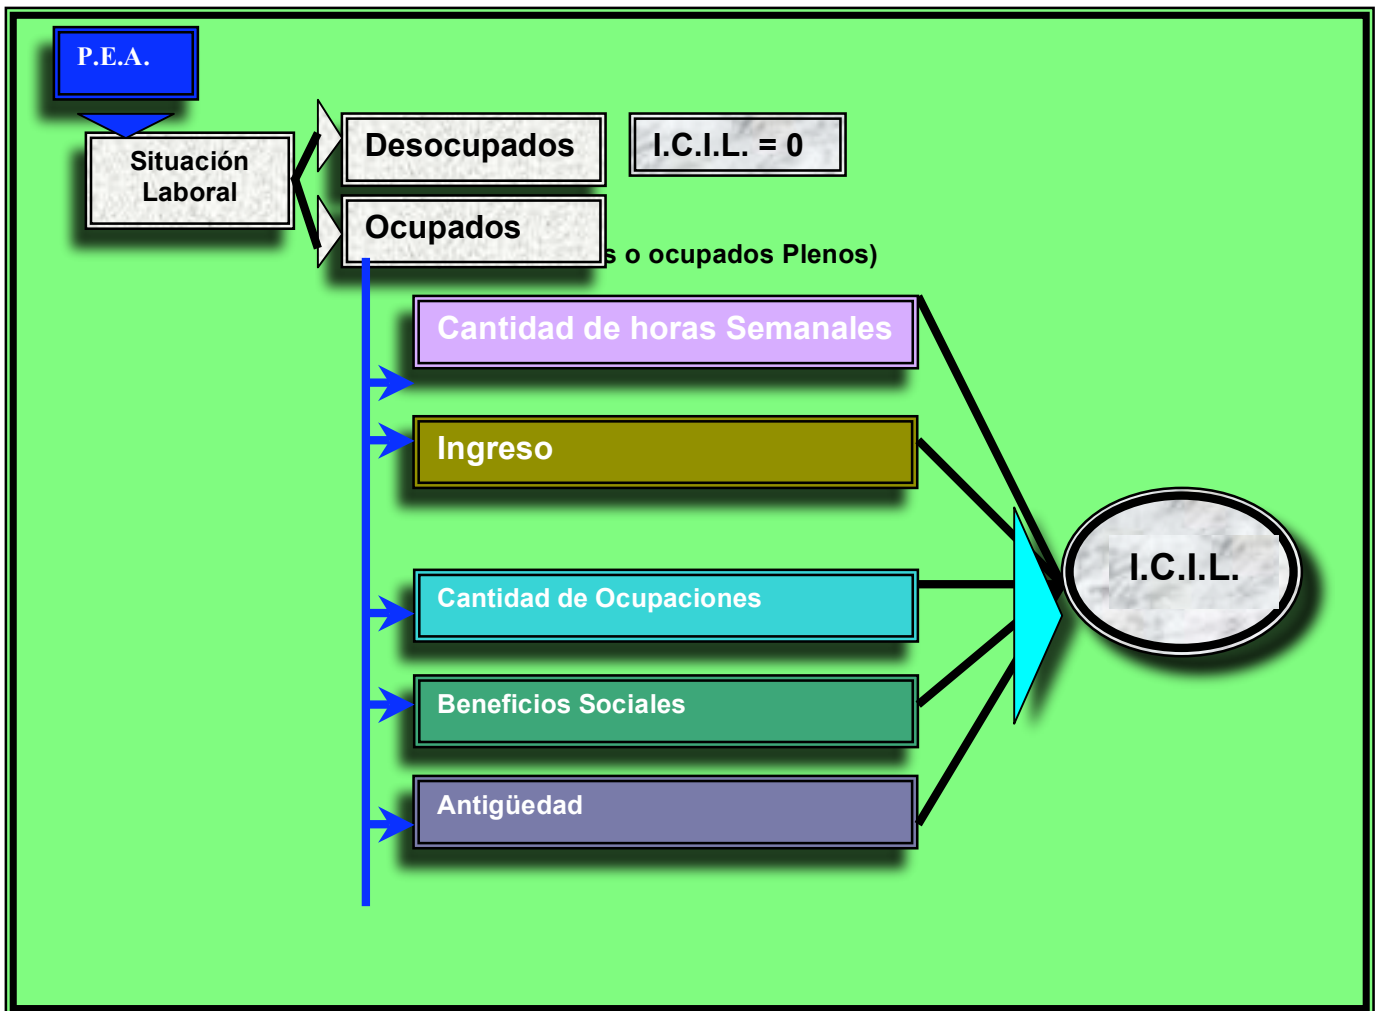 P.E.A.
Situación
Laboral
Desocupados
I.C.I.L. = 0
Ocupados
o ocupados Plenos)
Cantidad de horas Semanales
Ingreso
Cantidad de Ocupaciones
Beneficios Sociales
Antigüedad
I.C.I.L.